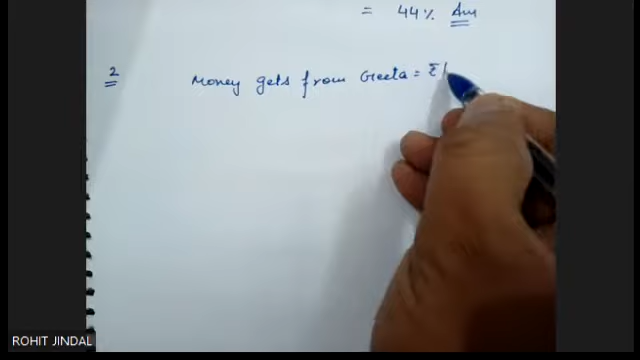 = 44% Ans
2 Money gets from Geeta = ₹
ROHIT JINDAL